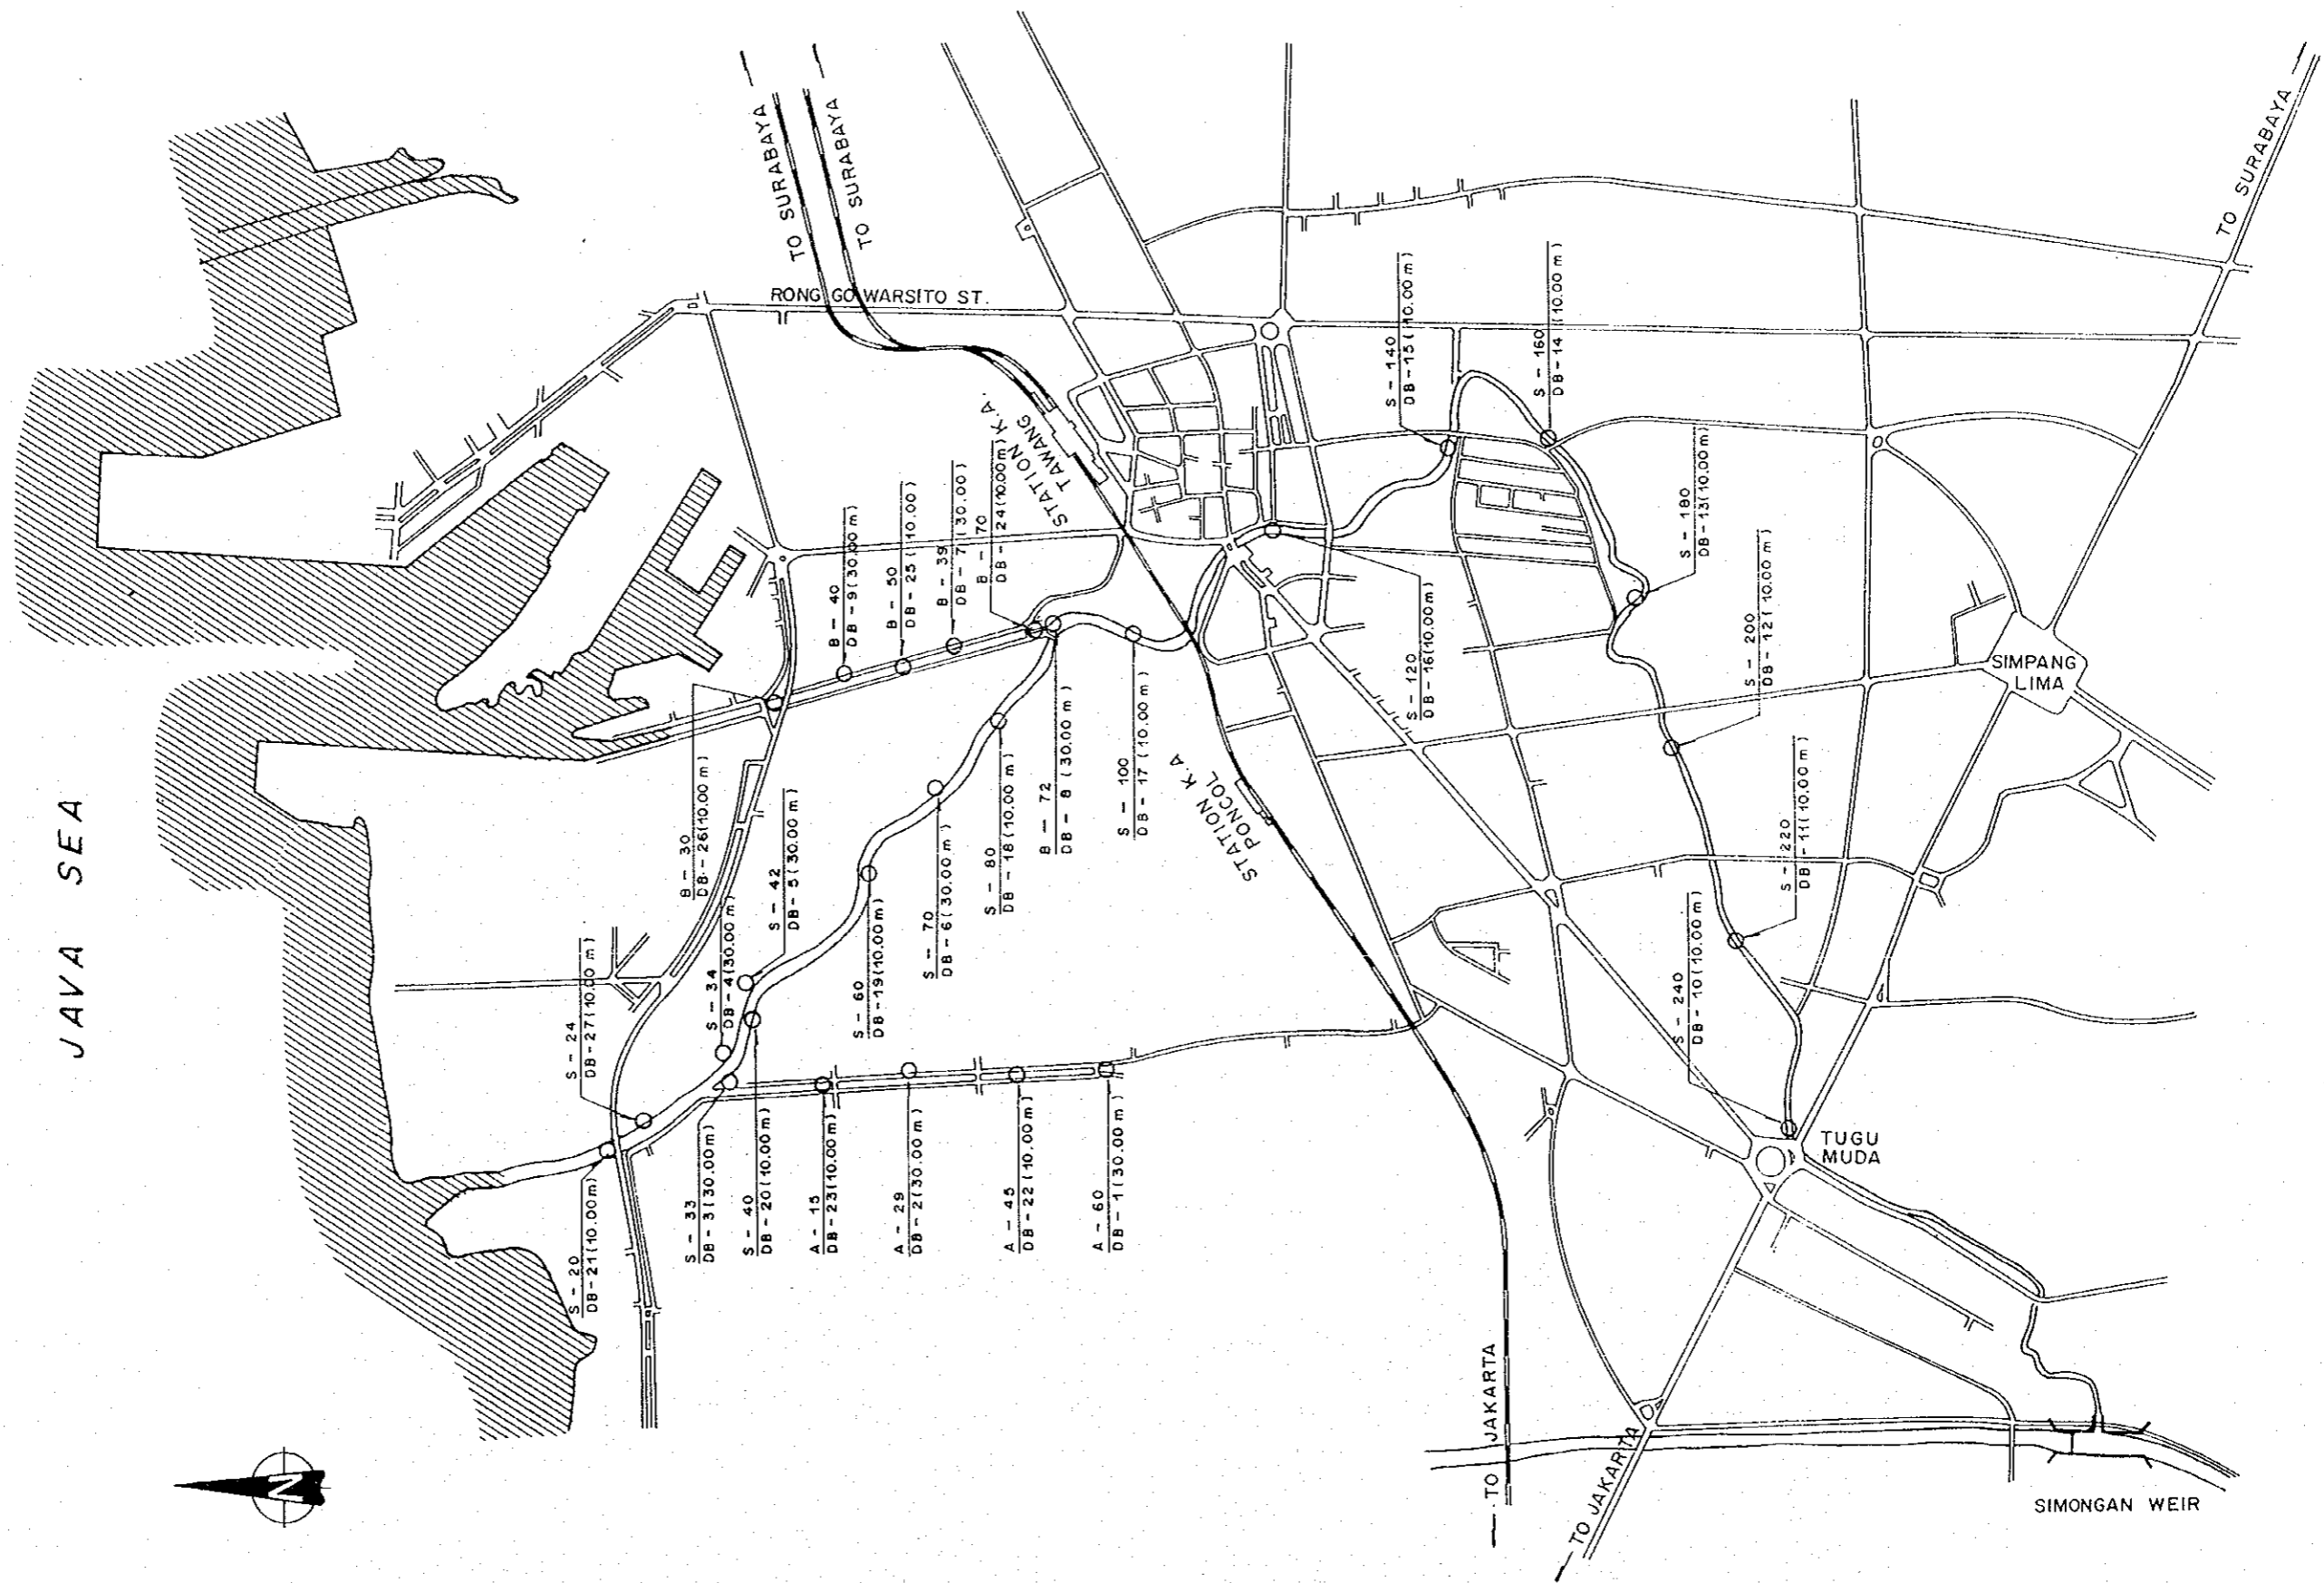 JAVA SEA
TO SURABAYA
TO SURABAYA
TO SURABAYA
RONG GO WARSITO ST.
STATION K.A.
TAWANG
S - 140
DB - 15 (10.00 m)
S - 160
DB - 14 (10.00 m)
S - 180
DB - 13 (10.00 m)
S - 200
DB - 12 (10.00 m)
S - 220
DB - 11 (10.00 m)
S - 240
DB - 10 (10.00 m)
S - 120
DB - 16 (10.00 m)
B - 40
DB - 9 (30.00 m)
B - 50
DB - 25 (10.00)
B - 39
DB - 7 (30.00)
B - 70
DB - 24 (10.00 m)
B - 30
DB - 26 (10.00 m)
S - 42
DB - 5 (30.00 m)
S - 34
DB - 4 (30.00 m)
S - 24
DB - 27 (10.00 m)
S - 60
DB - 19 (10.00 m)
S - 70
DB - 6 (30.00 m)
S - 80
DB - 18 (10.00 m)
B - 72
DB - 8 (30.00 m)
S - 100
DB - 17 (10.00 m)
STATION K.A
PONCOL
S - 20
DB - 21 (10.00 m)
S - 33
DB - 3 (30.00 m)
S - 40
DB - 20 (10.00 m)
A - 15
DB - 23 (10.00 m)
A - 29
DB - 2 (30.00 m)
A - 45
DB - 22 (10.00 m)
A - 60
DB - 1 (30.00 m)
SIMPANG
LIMA
TUGU
MUDA
TO JAKARTA
TO JAKARTA
SIMONGAN WEIR
N